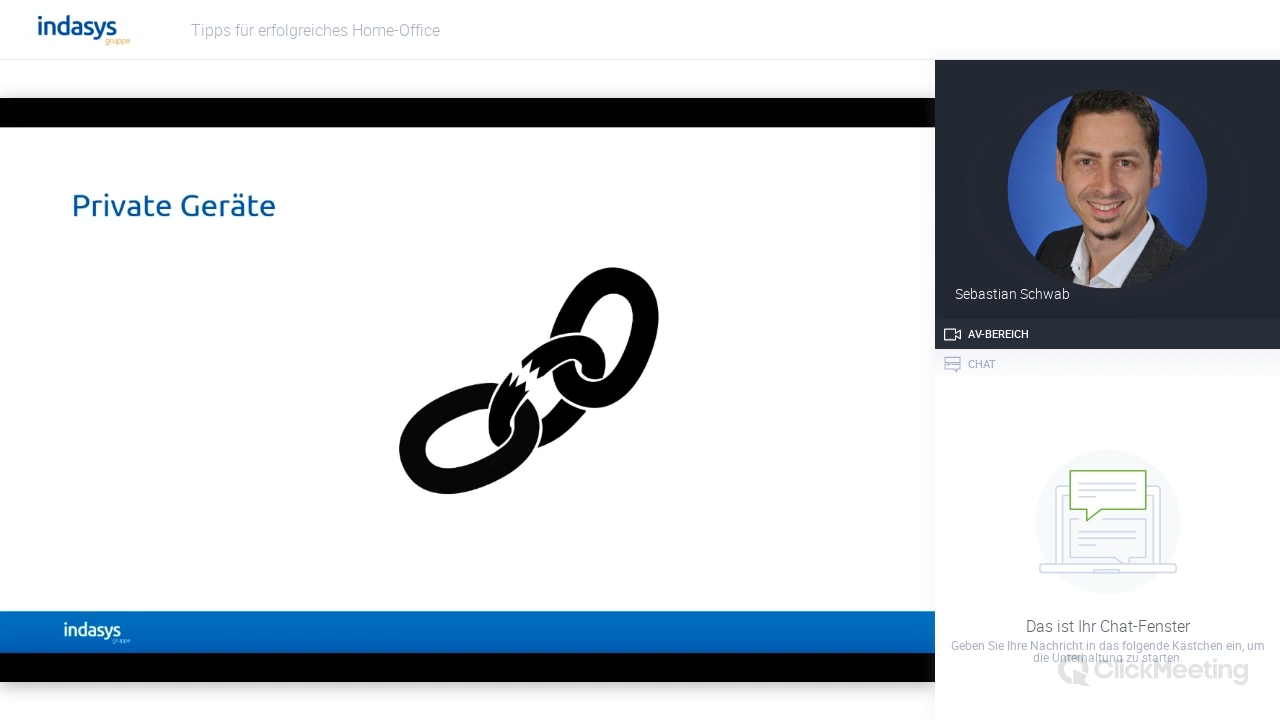 indasys
gruppe
Tipps für erfolgreiches Home-Office
Private Geräte
indasys
gruppe
Sebastian Schwab
AV-BEREICH
CHAT
Das ist Ihr Chat-Fenster
Geben Sie Ihre Nachricht in das folgende Kästchen ein, um
die Unterhaltung zu starten.
ClickMeeting